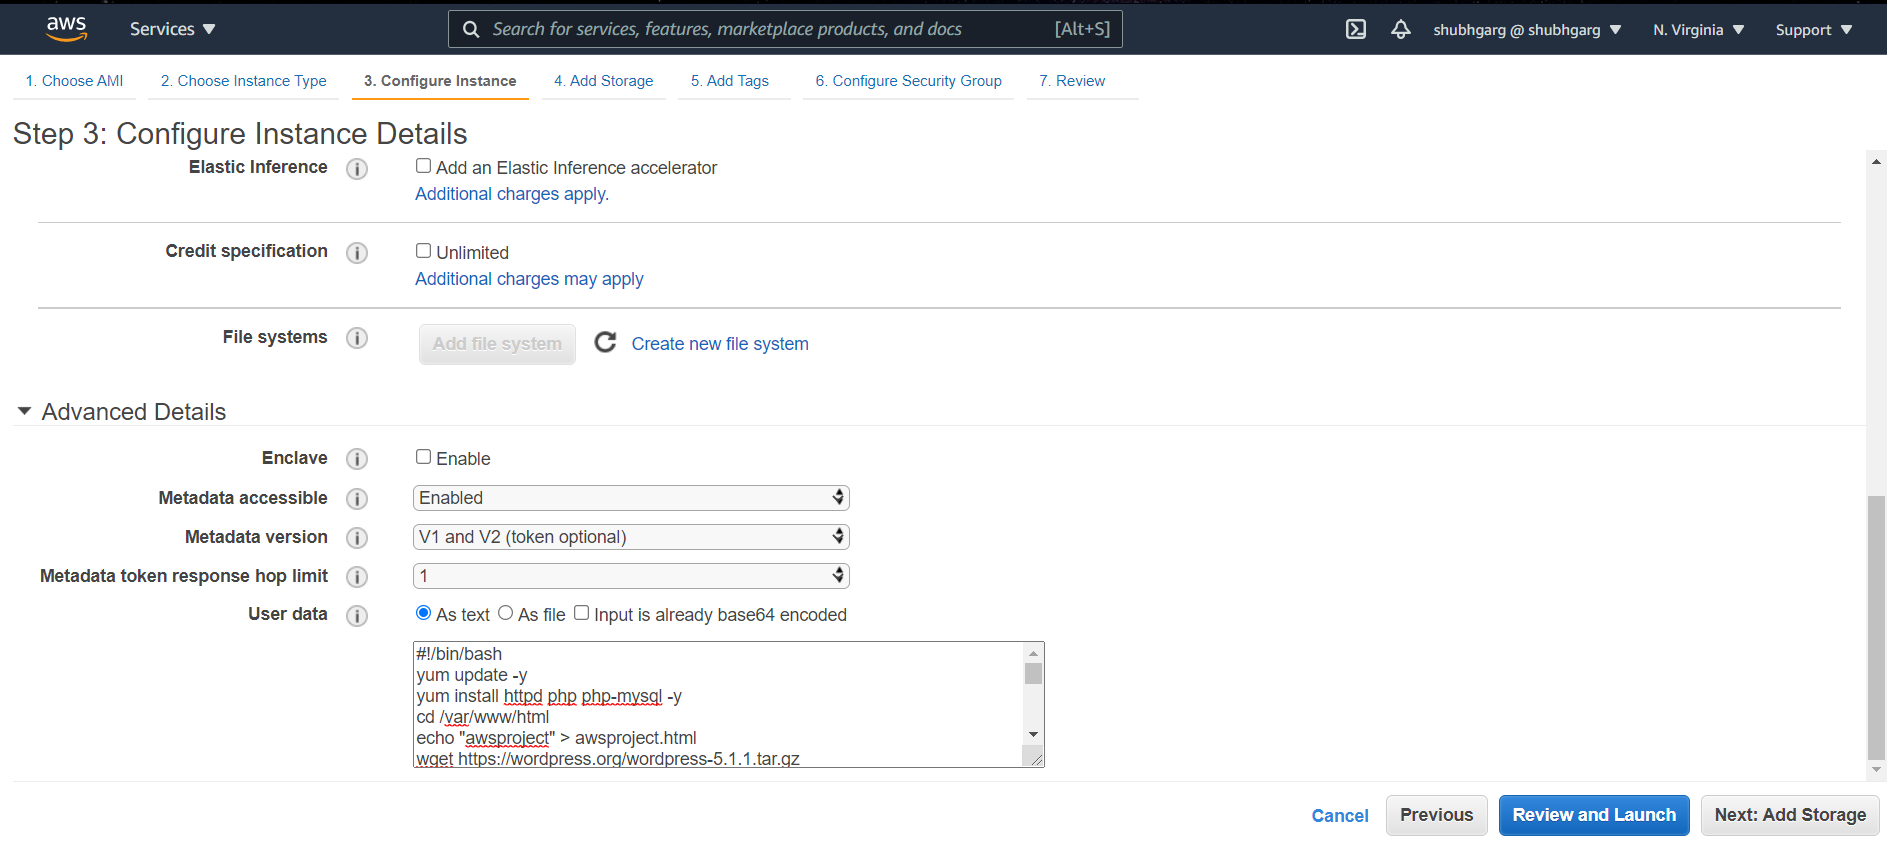 aws Services Search for services, features, marketplace products, and docs [Alt+S] shubhgarg @ shubhgarg N. Virginia Support
1. Choose AMI 2. Choose Instance Type 3. Configure Instance 4. Add Storage 5. Add Tags 6. Configure Security Group 7. Review
Step 3: Configure Instance Details
Elastic Inference Add an Elastic Inference accelerator
Additional charges apply.
Credit specification Unlimited
Additional charges may apply
File systems Add file system Create new file system
Advanced Details
Enclave Enable
Metadata accessible Enabled
Metadata version V1 and V2 (token optional)
Metadata token response hop limit 1
User data As text As file Input is already base64 encoded
#!/bin/bash
yum update -y
yum install httpd php php-mysql -y
cd /var/www/html
echo "awsproject" > awsproject.html
wget https://wordpress.org/wordpress-5.1.1.tar.gz
Cancel Previous Review and Launch Next: Add Storage